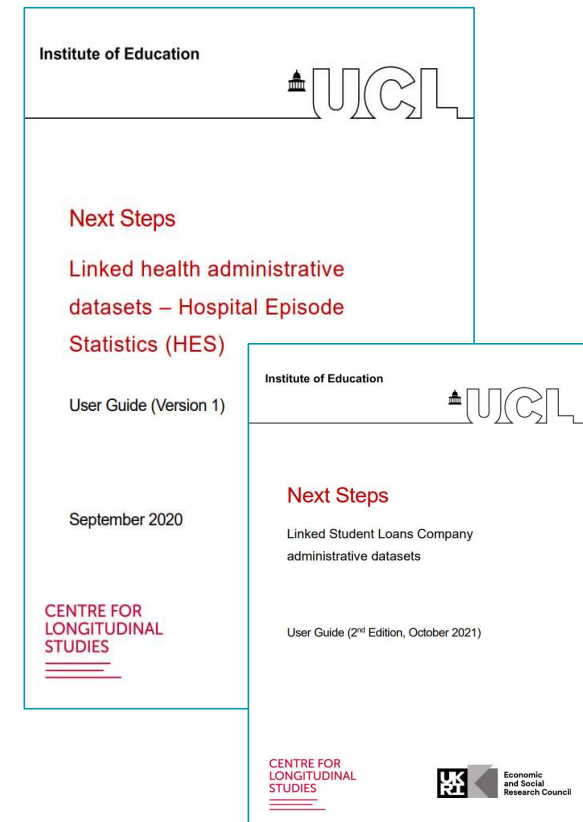 Institute of Education
UCL
Next Steps
Linked health administrative
datasets – Hospital Episode
Statistics (HES)
User Guide (Version 1)
September 2020
CENTRE FOR
LONGITUDINAL
STUDIES
Institute of Education
UCL
Next Steps
Linked Student Loans Company
administrative datasets
User Guide (2nd Edition, October 2021)
CENTRE FOR
LONGITUDINAL
STUDIES
UK
RI
Economic
and Social
Research Council